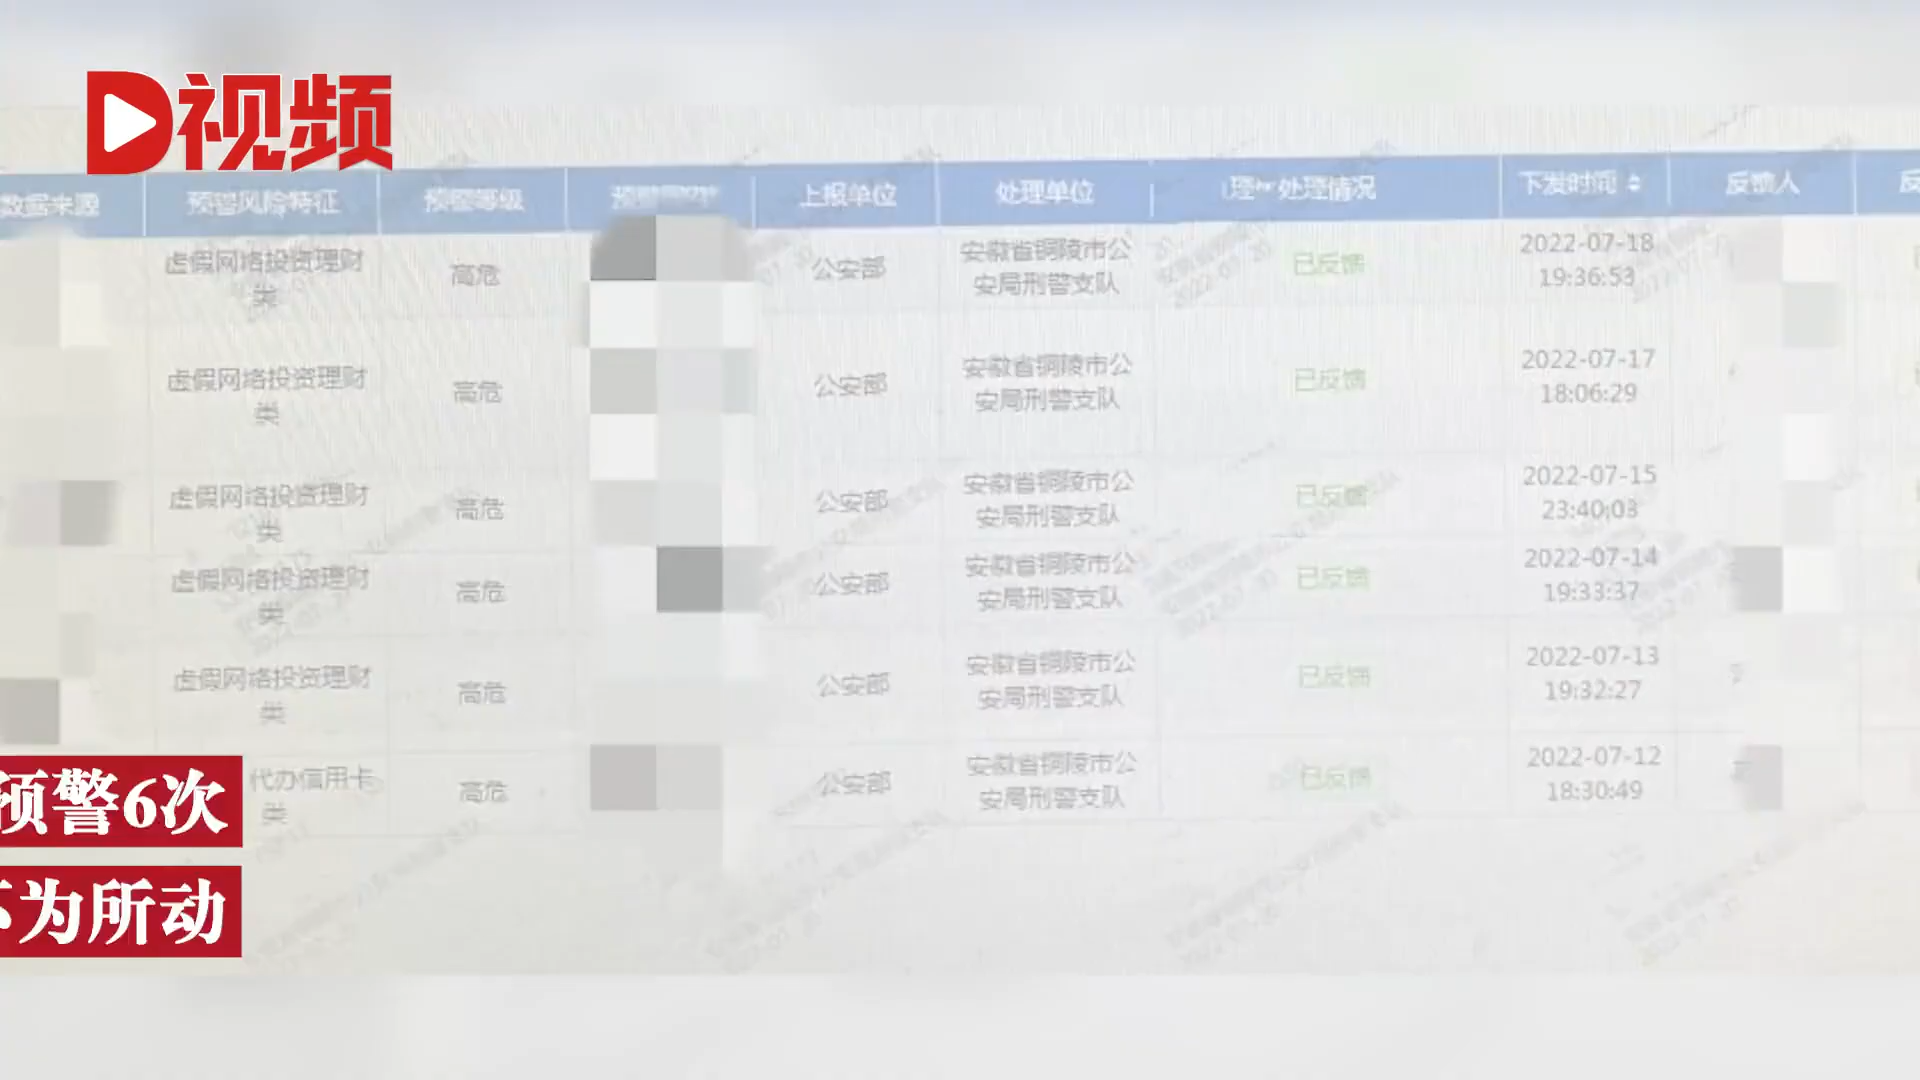 视频
数据来源 预警风险特征 预警等级 上报单位 处理单位 处理情况 下发时间 反馈人
虚假网络投资理财类 高危 公安部 安徽省铜陵市公安局刑警支队 已反馈 2022-07-18 19:36:53
虚假网络投资理财类 高危 公安部 安徽省铜陵市公安局刑警支队 已反馈 2022-07-17 18:06:29
虚假网络投资理财类 高危 公安部 安徽省铜陵市公安局刑警支队 已反馈 2022-07-15 23:40:03
虚假网络投资理财类 高危 公安部 安徽省铜陵市公安局刑警支队 已反馈 2022-07-14 19:33:37
虚假网络投资理财类 高危 公安部 安徽省铜陵市公安局刑警支队 已反馈 2022-07-13 19:32:27
代办信用卡类 高危 公安部 安徽省铜陵市公安局刑警支队 已反馈 2022-07-12 18:30:49
预警6次
不为所动